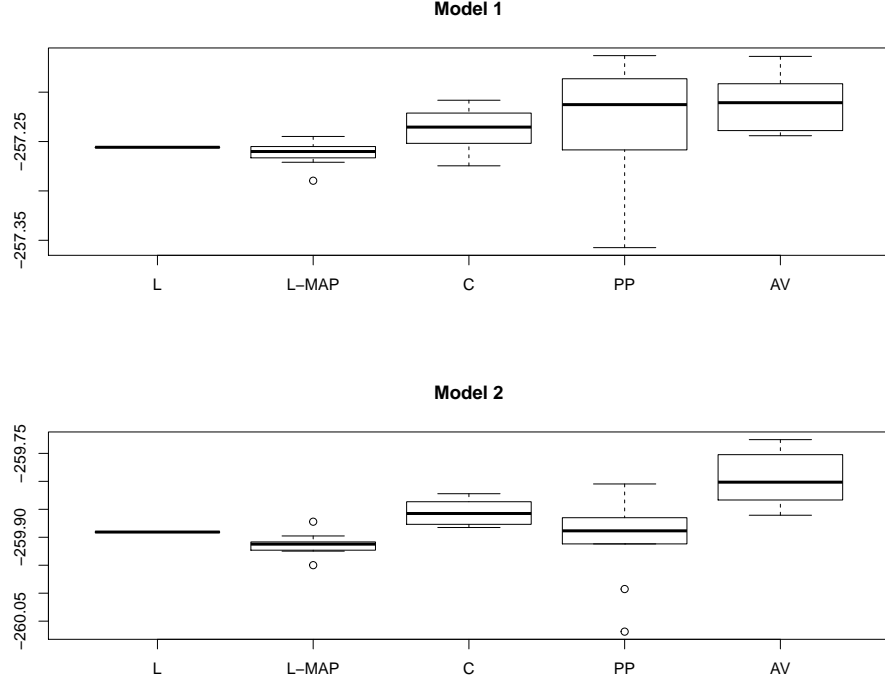 Model 1
-257.25
-257.35
L L-MAP C PP AV
Model 2
-259.75
-259.90
-260.05
L L-MAP C PP AV